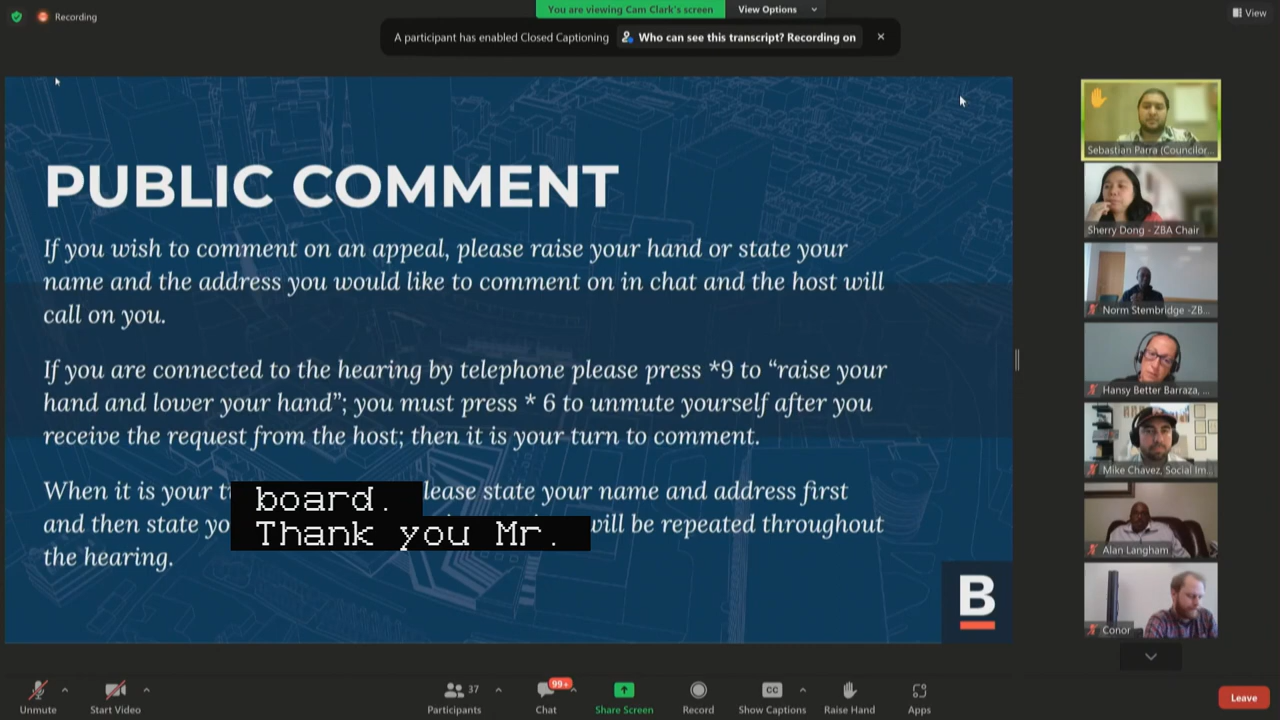 Recording
You are viewing Cam Clark's screen
View Options
View
A participant has enabled Closed Captioning
Who can see this transcript? Recording on
PUBLIC COMMENT
If you wish to comment on an appeal, please raise your hand or state your
name and the address you would like to comment on in chat and the host will
call on you.
If you are connected to the hearing by telephone please press *9 to “raise your
hand and lower your hand”; you must press * 6 to unmute yourself after you
receive the request from the host; then it is your turn to comment.
When it is your lease state your name and address first
and then state will be repeated throughout
the hearing.
board.
Thank you Mr.
B
Sebastian Parra (Councilor...
Sherry Dong - ZBA Chair
Norm Stembridge -ZB...
Hansy Better Barraza, ...
Mike Chavez, Social Im...
Alan Langham
Conor
Unmute
Start Video
Participants
37
Chat
99+
Share Screen
Record
CC
Show Captions
Raise Hand
Apps
Leave